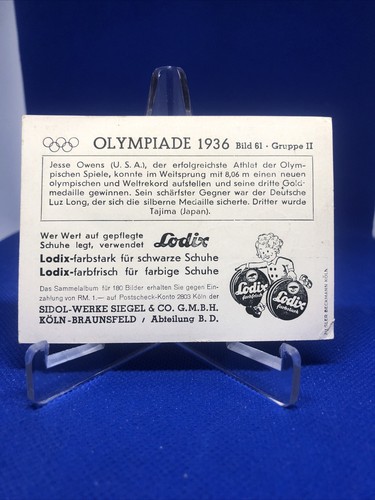 OLYMPIADE 1936 Bild 61 · Gruppe II
Jesse Owens (U. S. A.), der erfolgreichste Athlet der Olym-
pischen Spiele, konnte im Weitsprung mit 8,06 m einen neuen
olympischen und Weltrekord aufstellen und seine dritte Gold-
medaille gewinnen. Sein schärfster Gegner war der Deutsche
Luz Long, der sich die silberne Medaille sicherte. Dritter wurde
Tajima (Japan).
Wer Wert auf gepflegte
Schuhe legt, verwendet Lodix
Lodix-farbstark für schwarze Schuhe
Lodix-farbfrisch für farbige Schuhe
Das Sammelalbum für 180 Bilder erhalten Sie gegen Ein-
zahlung von RM. 1.— auf Postscheck-Konto 2803 Köln der
SIDOL-WERKE SIEGEL & CO. G.M.B.H.
KÖLN-BRAUNSFELD / Abteilung B. D.
Lodix
farbfrisch
Lodix
farbstark
BECKMANN KÖLN